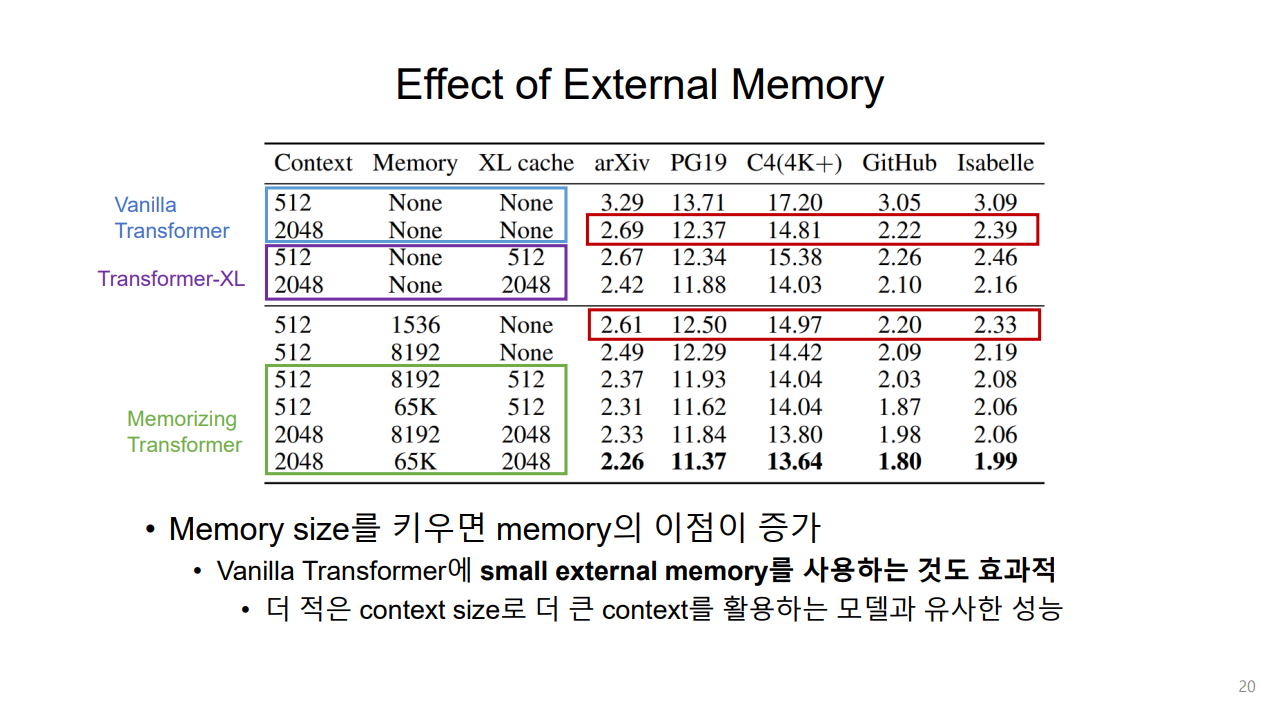 Effect of External Memory
Context Memory XL cache arXiv PG19 C4(4K+) GitHub Isabelle
Vanilla
Transformer
512 None None 3.29 13.71 17.20 3.05 3.09
2048 None None 2.69 12.37 14.81 2.22 2.39
Transformer-XL
512 None 512 2.67 12.34 15.38 2.26 2.46
2048 None 2048 2.42 11.88 14.03 2.10 2.16
512 1536 None 2.61 12.50 14.97 2.20 2.33
512 8192 None 2.49 12.29 14.42 2.09 2.19
Memorizing
Transformer
512 8192 512 2.37 11.93 14.04 2.03 2.08
512 65K 512 2.31 11.62 14.04 1.87 2.06
2048 8192 2048 2.33 11.84 13.80 1.98 2.06
2048 65K 2048 2.26 11.37 13.64 1.80 1.99
• Memory size를 키우면 memory의 이점이 증가
• Vanilla Transformer에 small external memory를 사용하는 것도 효과적
• 더 적은 context size로 더 큰 context를 활용하는 모델과 유사한 성능
20